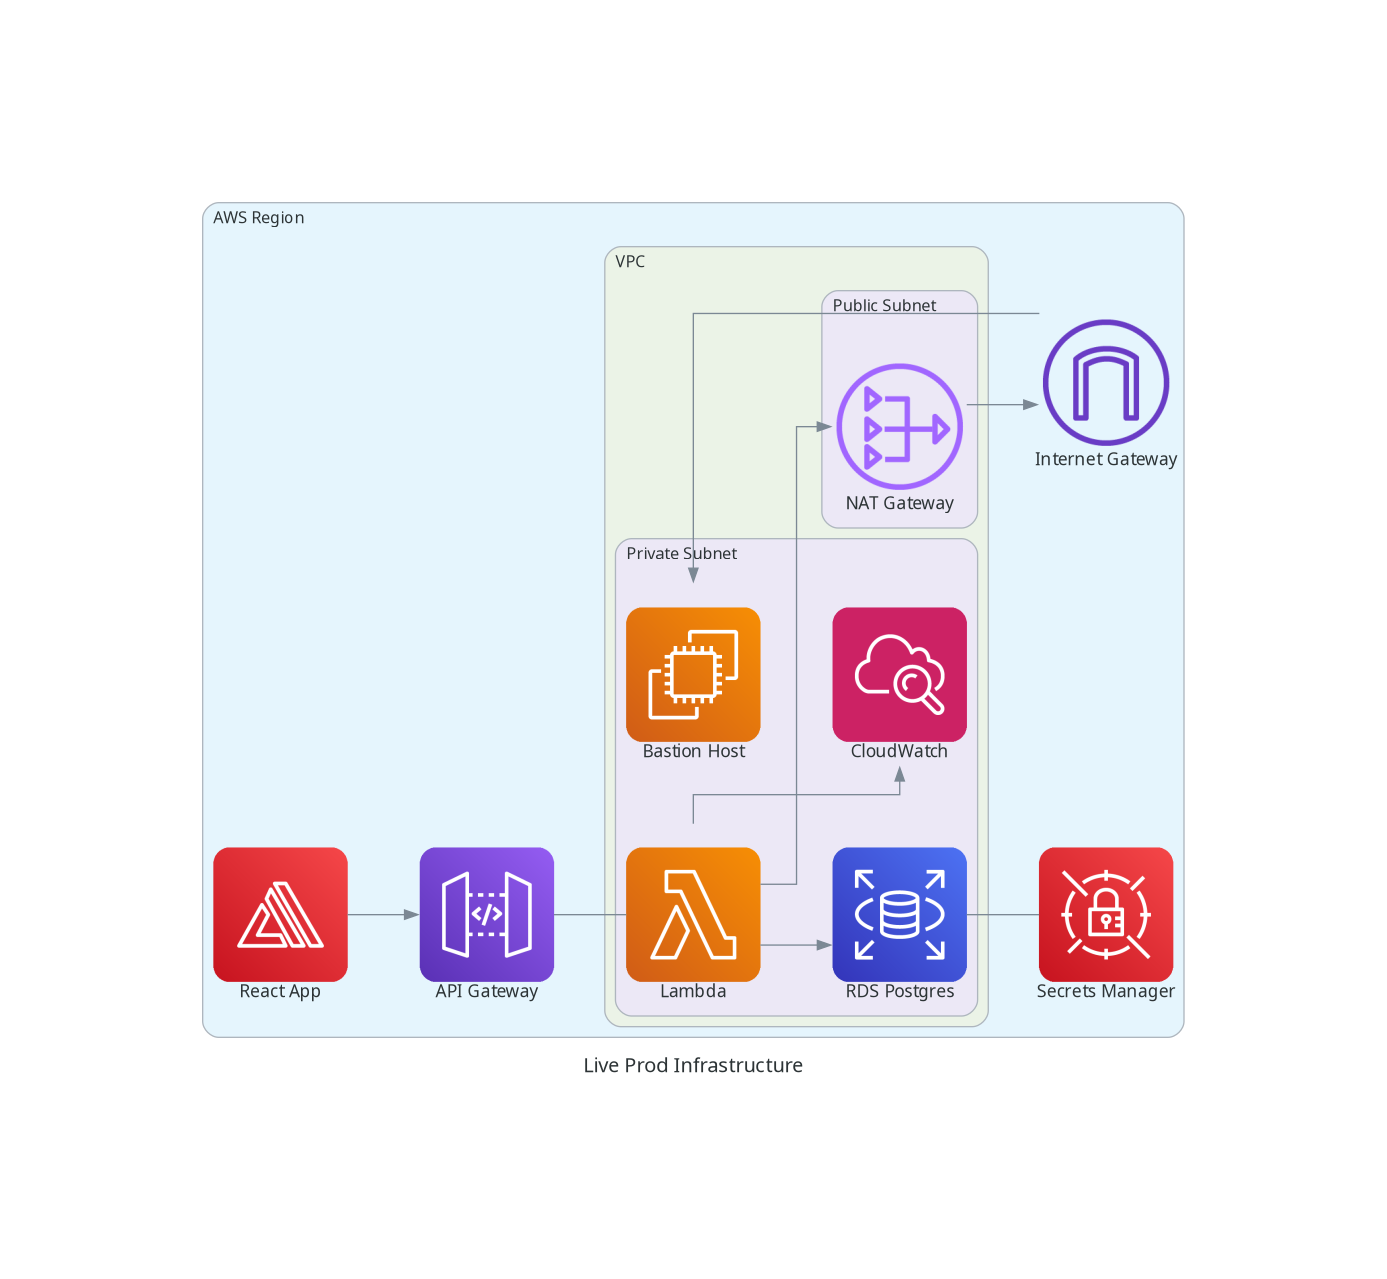 AWS Region
VPC
Public Subnet
Internet Gateway
NAT Gateway
Private Subnet
Bastion Host
CloudWatch
React App
API Gateway
Lambda
RDS Postgres
Secrets Manager
Live Prod Infrastructure